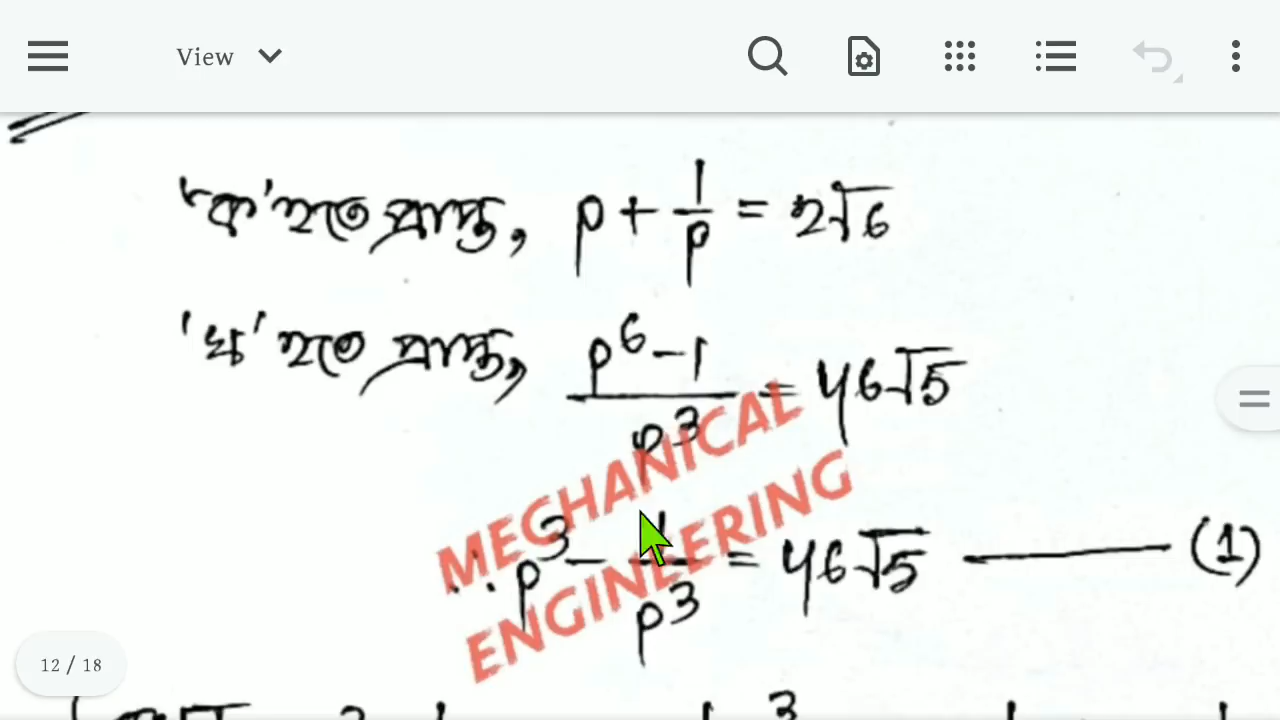 View
'ক' হতে প্রাপ্ত, p + 1/p = 2√6
'খ' হতে প্রাপ্ত, (p⁶ - 1)/p³ = 46√5
MECHANICAL
∴ p³ - 1/p³ = 46√5 —— (1)
ENGINEERING
12 / 18